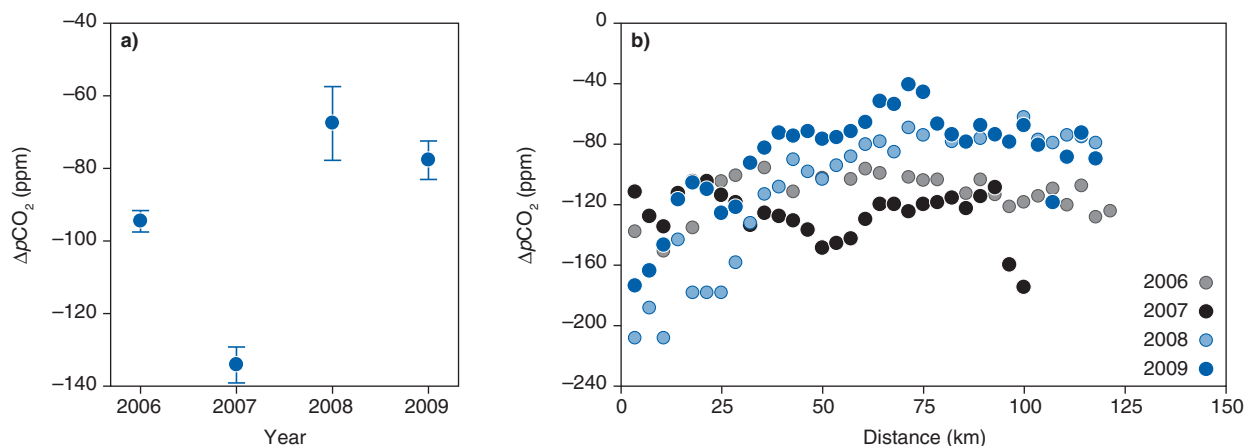 a)
–40
–60
–80
–100
–120
–140
ΔpCO2 (ppm)
2006 2007 2008 2009
Year
b)
0
–40
–80
–120
–160
–200
–240
ΔpCO2 (ppm)
2006
2007
2008
2009
0 25 50 75 100 125 150
Distance (km)